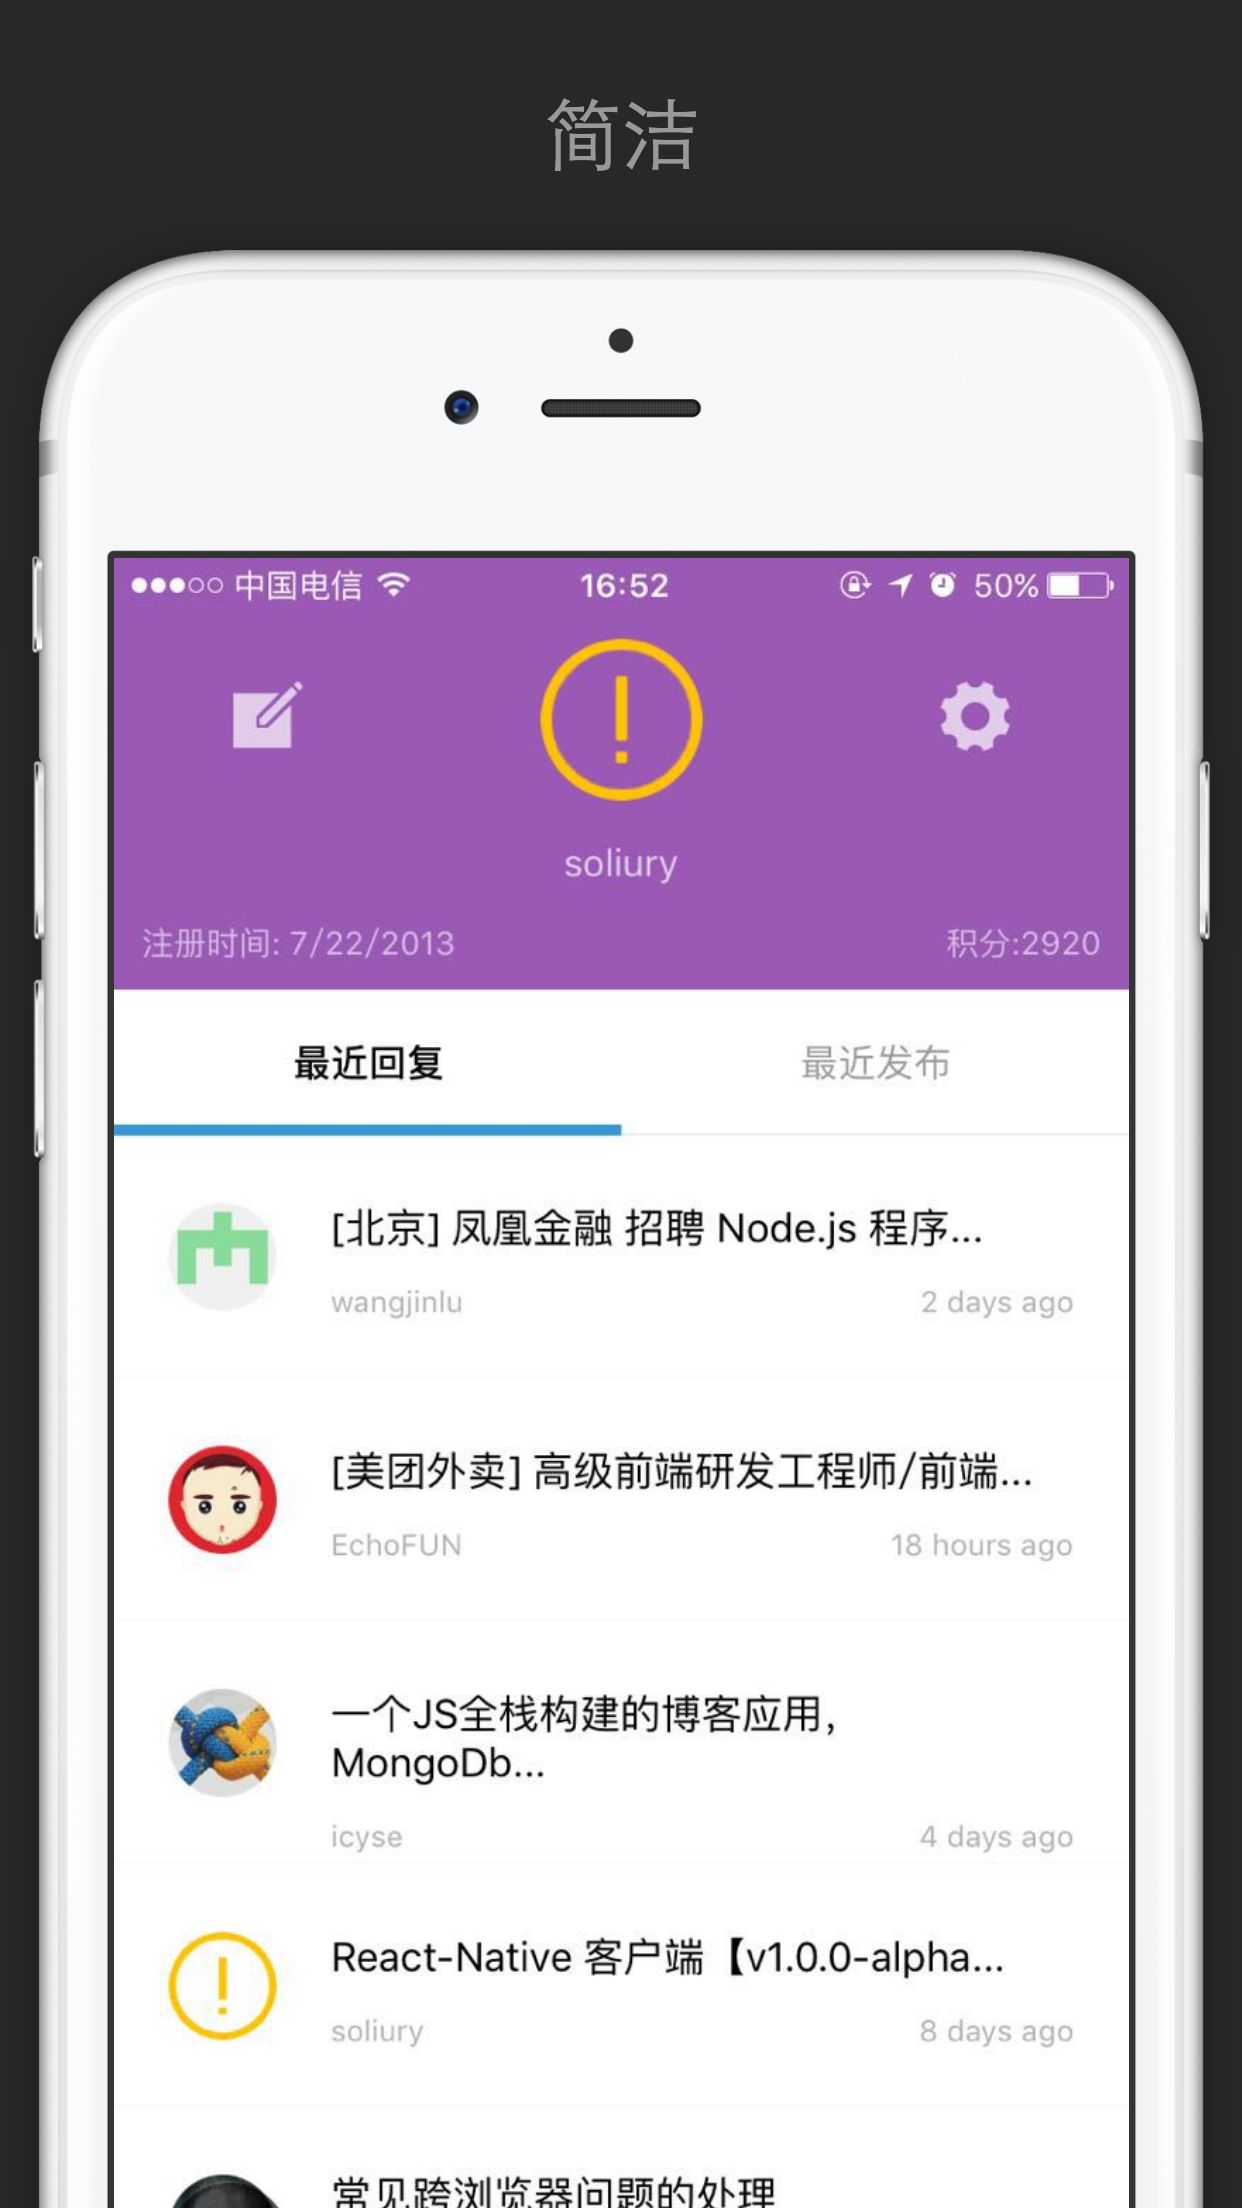 简洁
中国电信 16:52 50%
soliury
注册时间: 7/22/2013 积分:2920
最近回复 最近发布
[北京] 凤凰金融 招聘 Node.js 程序...
wangjinlu 2 days ago
[美团外卖] 高级前端研发工程师/前端...
EchoFUN 18 hours ago
一个JS全栈构建的博客应用，
MongoDb...
icyse 4 days ago
React-Native 客户端【v1.0.0-alpha...
soliury 8 days ago
常见跨浏览器问题的处理